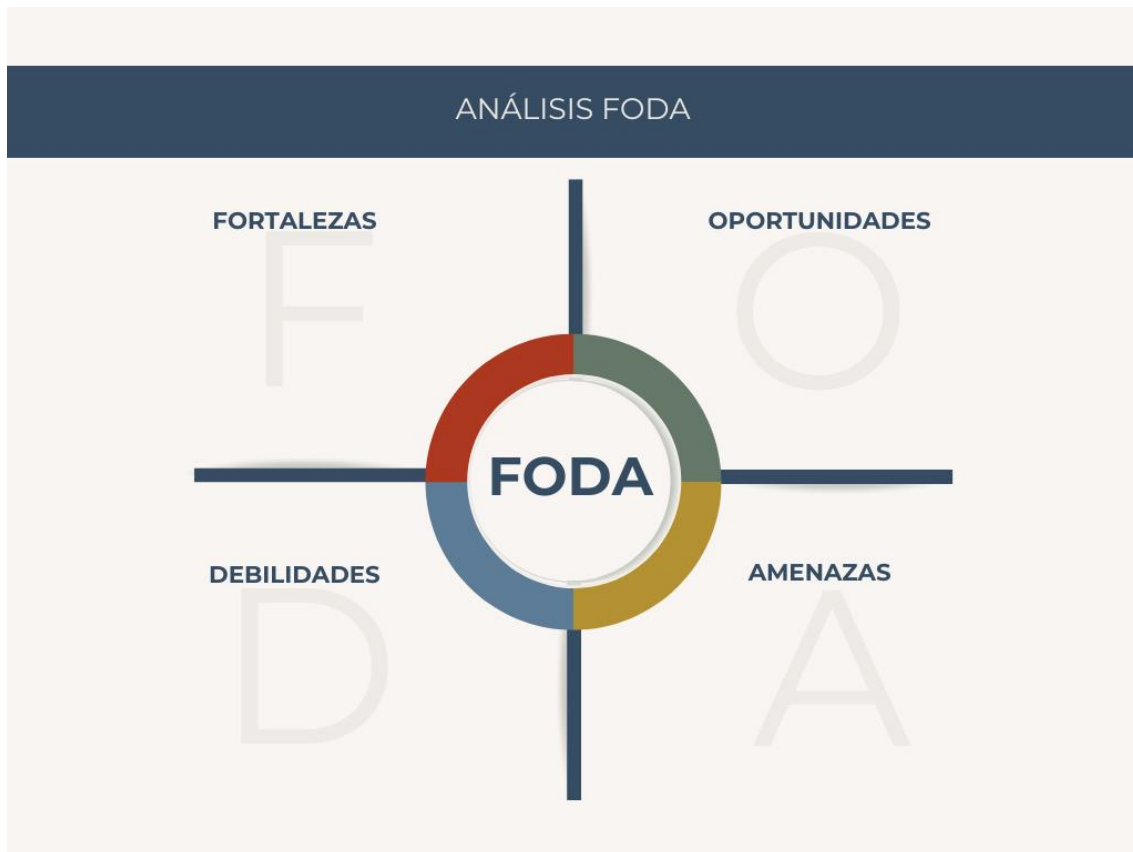 ANÁLISIS FODA
FORTALEZAS
OPORTUNIDADES
F
O
FODA
DEBILIDADES
AMENAZAS
D
A